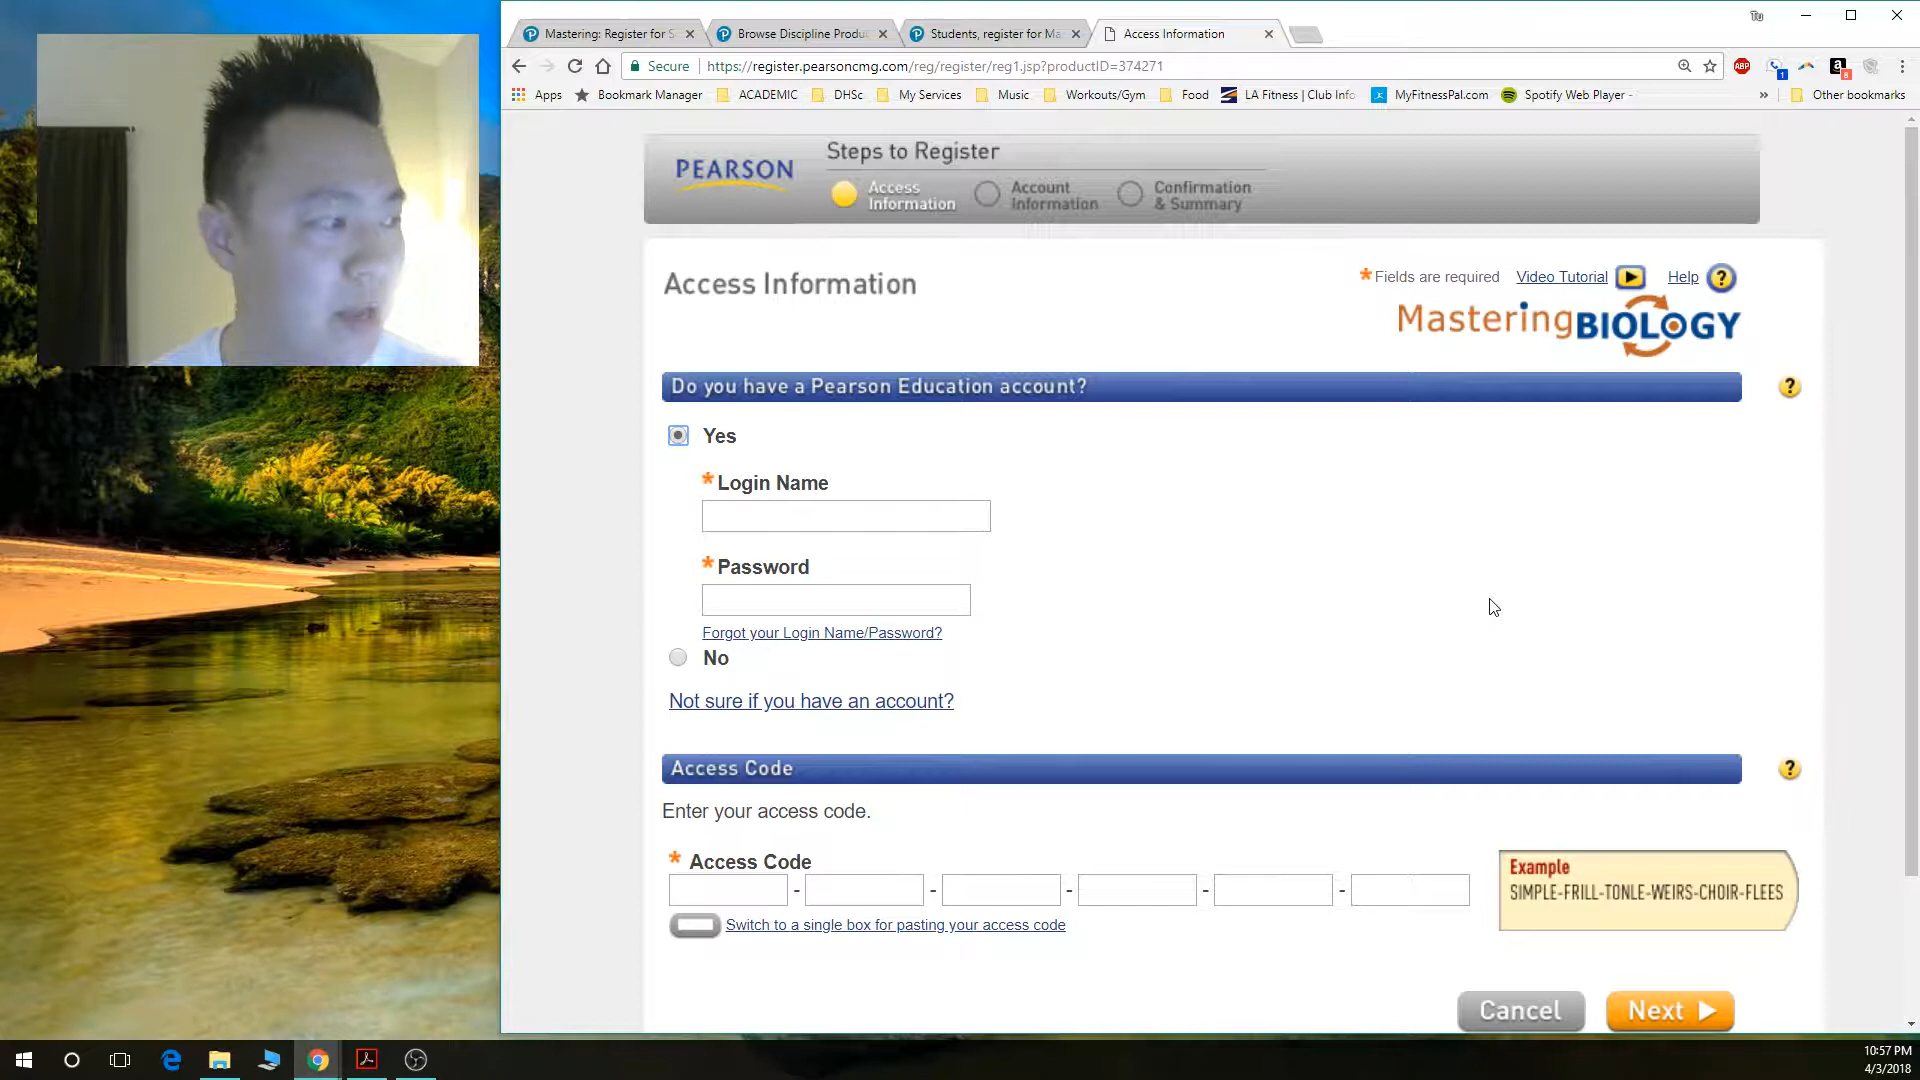 Mastering: Register for S
Browse Discipline Produ
Students, register for Ma
Access Information
Tu
Secure
https://register.pearsoncmg.com/reg/register/reg1.jsp?productID=374271
ABP
1
a
8
Apps
Bookmark Manager
ACADEMIC
DHSc
My Services
Music
Workouts/Gym
Food
LA Fitness | Club Info
MyFitnessPal.com
Spotify Web Player -
»
Other bookmarks
PEARSON
Steps to Register
Access
Information
Account
Information
Confirmation
& Summary
Access Information
*Fields are required
Video Tutorial
Help ?
MasteringBIOLOGY
Do you have a Pearson Education account?
?
Yes
*Login Name
*Password
Forgot your Login Name/Password?
No
Not sure if you have an account?
Access Code
?
Enter your access code.
* Access Code
- - - - -
Switch to a single box for pasting your access code
Example
SIMPLE-FRILL-TONLE-WEIRS-CHOIR-FLEES
Cancel
Next
10:57 PM
4/3/2018